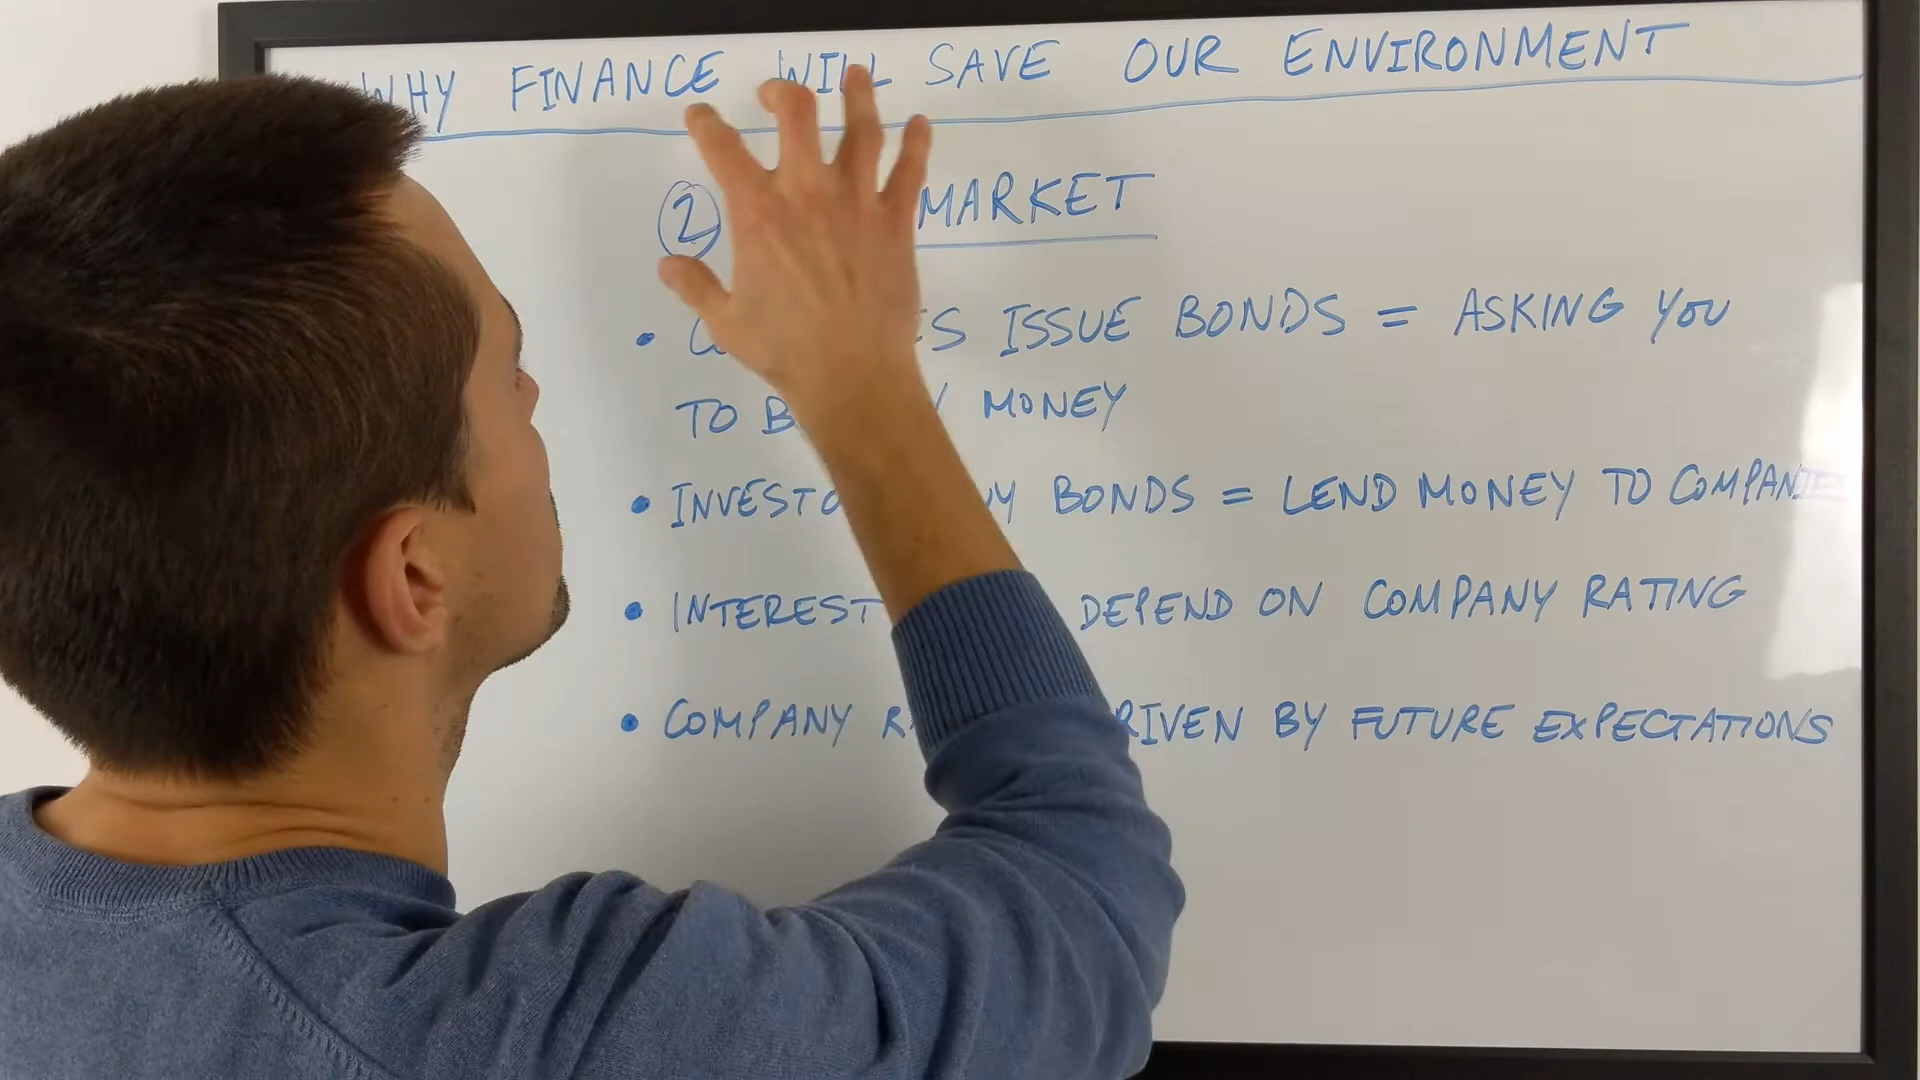 WHY FINANCE WILL SAVE OUR ENVIRONMENT
2 MARKET
• ISSUE BONDS = ASKING YOU
TO MONEY
• BONDS = LEND MONEY TO COMPANIES
• INTEREST DEPEND ON COMPANY RATING
• COMPANY BY FUTURE EXPECTATIONS